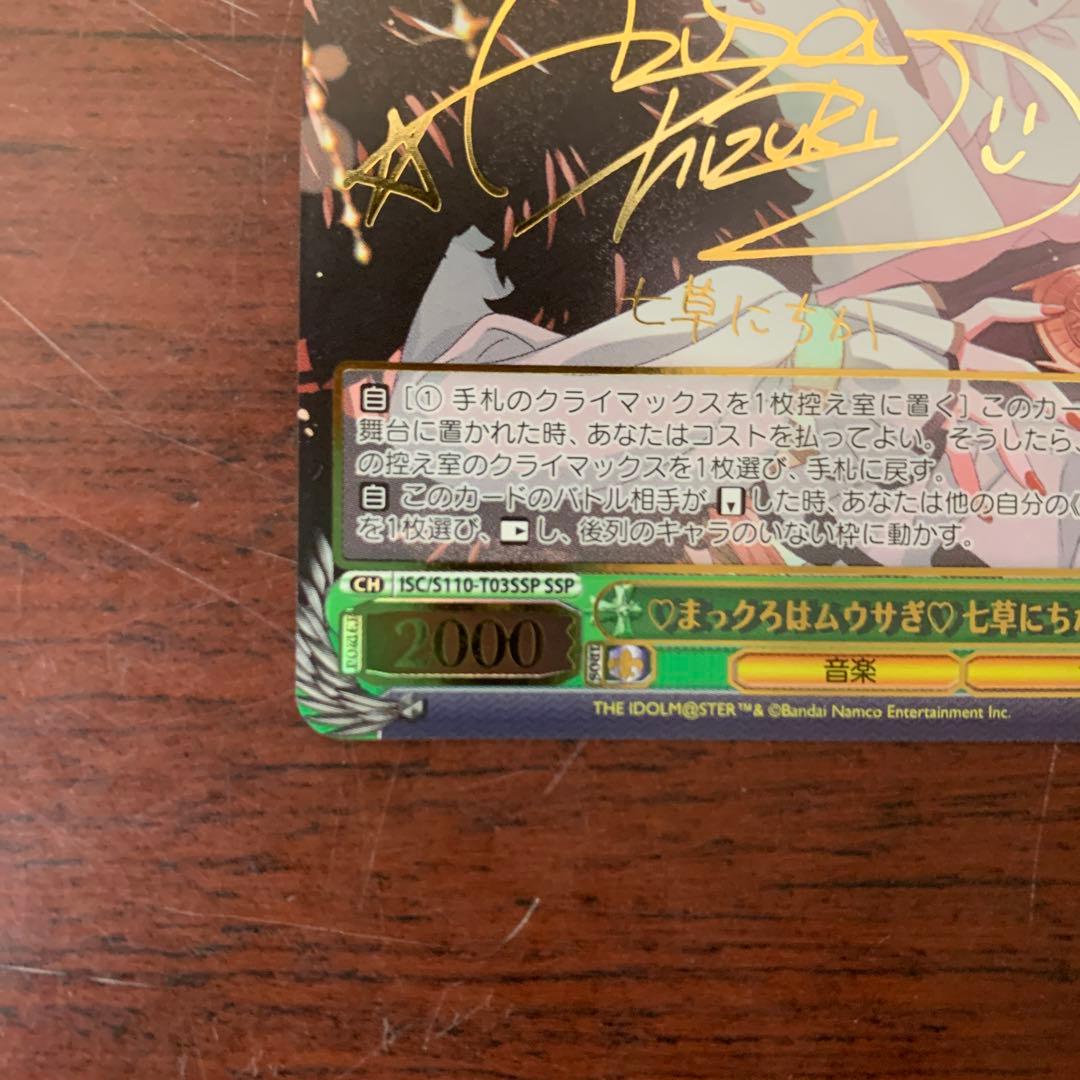 Azusa
Mizuki
七草にちか
自 [① 手札のクライマックスを1枚控え室に置く] このカー
舞台に置かれた時、あなたはコストを払ってよい。そうしたら、
の控え室のクライマックスを1枚選び、手札に戻す。
自 このカードのバトル相手が した時、あなたは他の自分の《
を1枚選び、 し、後列のキャラのいない枠に動かす。
CH ISC/S110-T03SSP SSP
♡まっクろはムウサぎ♡ 七草にちか
POWER 2000
SOUL
音楽
THE IDOLM@STER™& ©Bandai Namco Entertainment Inc.